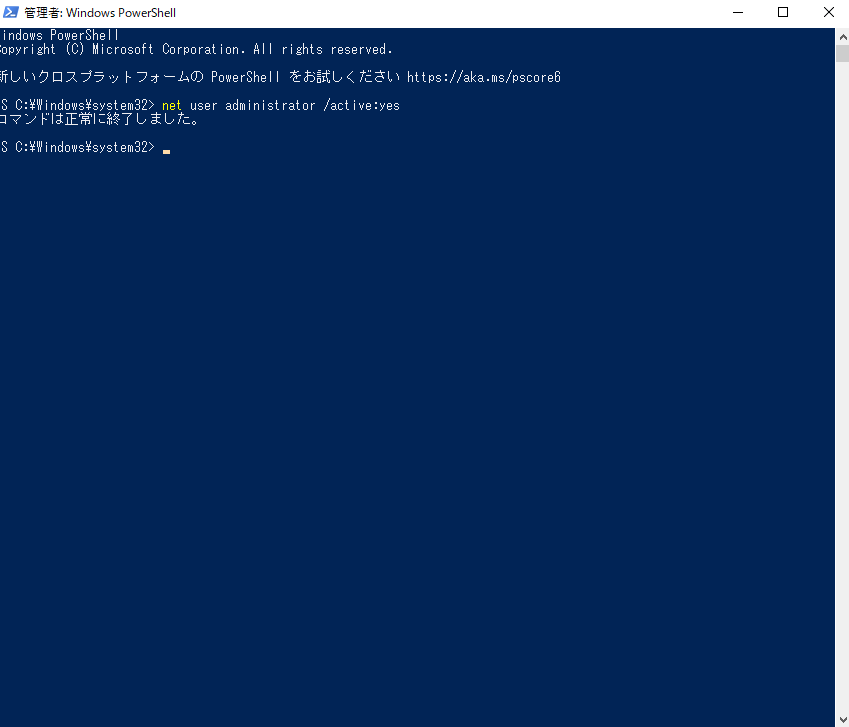 管理者: Windows PowerShell
indows PowerShell
opyright (C) Microsoft Corporation. All rights reserved.
新しいクロスプラットフォームの PowerShell をお試しください https://aka.ms/pscore6
S C:¥Windows¥system32> net user administrator /active:yes
コマンドは正常に終了しました。
S C:¥Windows¥system32>